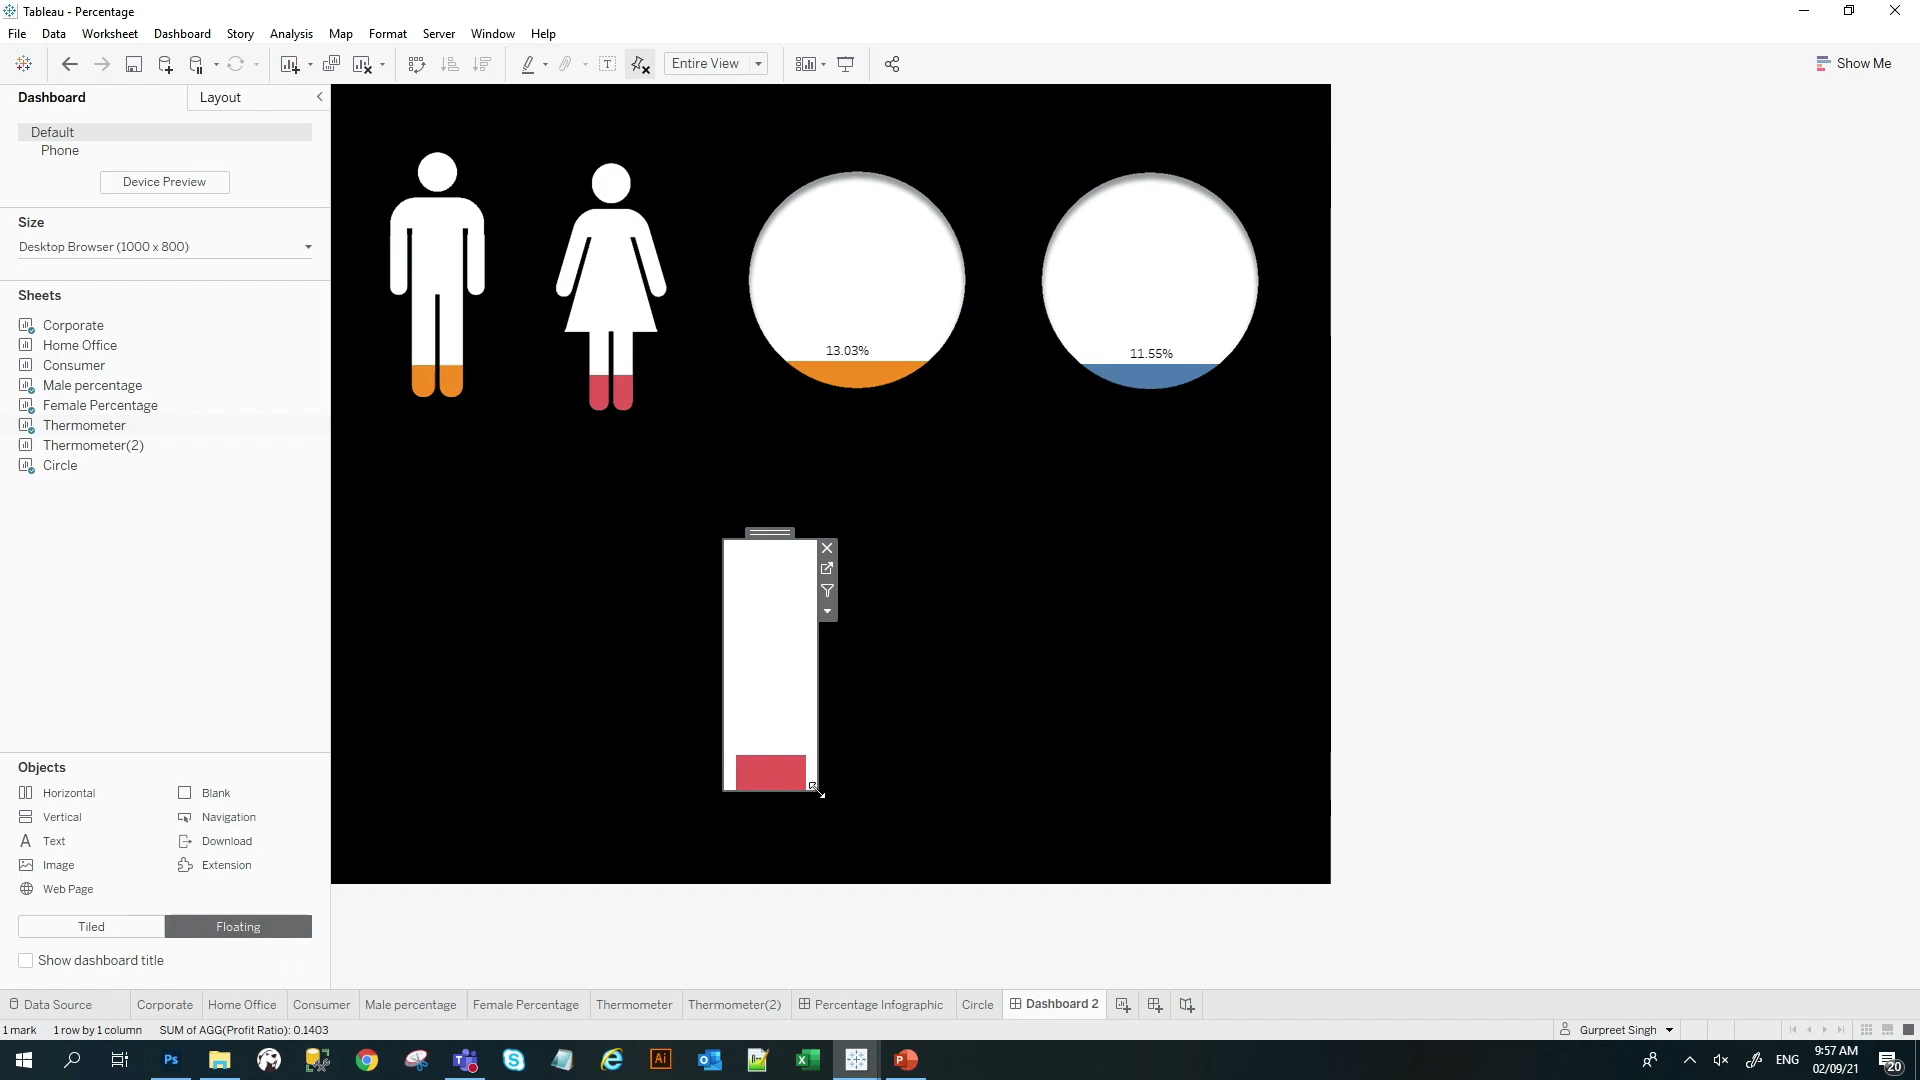 Tableau - Percentage
File Data Worksheet Dashboard Story Analysis Map Format Server Window Help
Entire View
Show Me
Dashboard Layout
Default
Phone
Device Preview
Size
Desktop Browser (1000 x 800)
Sheets
Corporate
Home Office
Consumer
Male percentage
Female Percentage
Thermometer
Thermometer(2)
Circle
13.03%
11.55%
Objects
Horizontal Blank
Vertical Navigation
Text Download
Image Extension
Web Page
Tiled Floating
Show dashboard title
Data Source Corporate Home Office Consumer Male percentage Female Percentage Thermometer Thermometer(2) Percentage Infographic Circle Dashboard 2
1 mark 1 row by 1 column SUM of AGG(Profit Ratio): 0.1403 Gurpreet Singh
Ps Ai ENG 9:57 AM
02/09/21 20